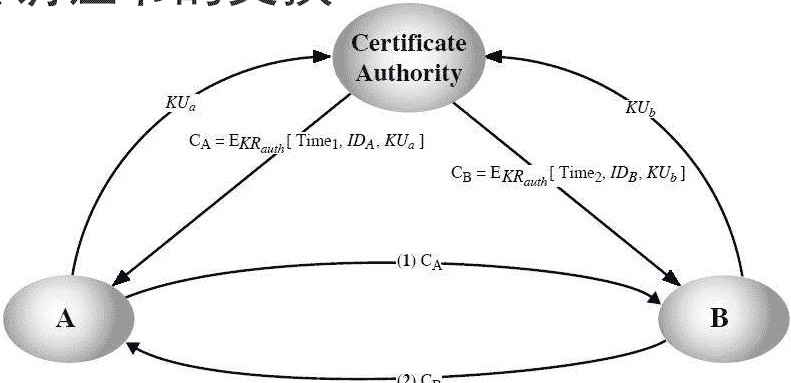 Certificate
Authority
KUa
KUb
CA = EKRauth[ Time1, IDA, KUa ]
CB = EKRauth[ Time2, IDB, KUb ]
(1) CA
A
B
(2) CB